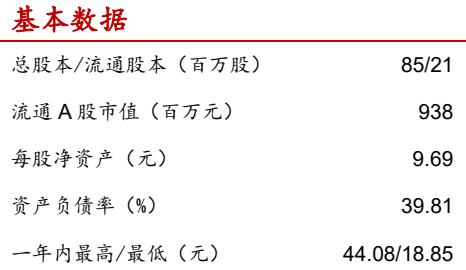 基本数据
总股本/流通股本（百万股） 85/21
流通 A 股市值（百万元） 938
每股净资产（元） 9.69
资产负债率（%） 39.81
一年内最高/最低（元） 44.08/18.85